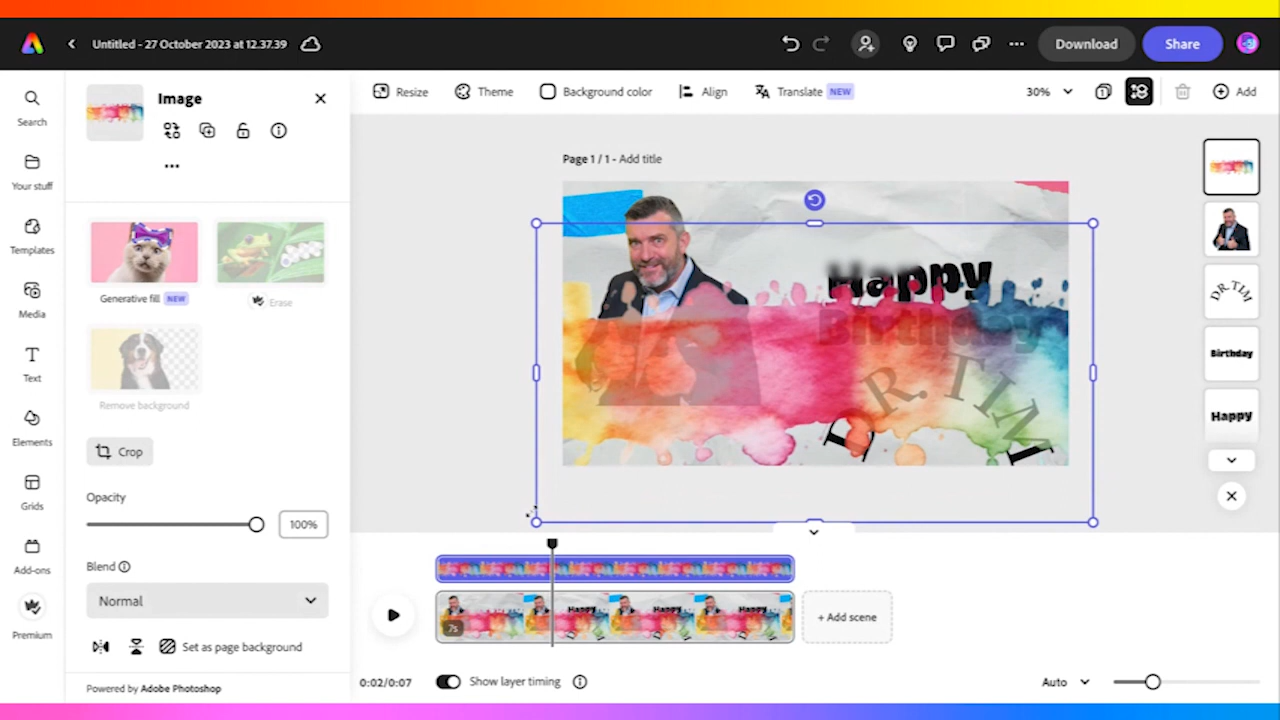 Untitled - 27 October 2023 at 12.37.39
Download
Share
Search
Your stuff
Templates
Media
Text
Elements
Grids
Add-ons
Premium
Image
Generative fill NEW
Erase
Remove background
Crop
Opacity
100%
Blend
Normal
Set as page background
Powered by Adobe Photoshop
Resize
Theme
Background color
Align
Translate NEW
30%
Add
Page 1 / 1 - Add title
Happy
Birthday
DR. TIM
DR. TIM
Birthday
Happy
7s
+ Add scene
0:02/0:07
Show layer timing
Auto